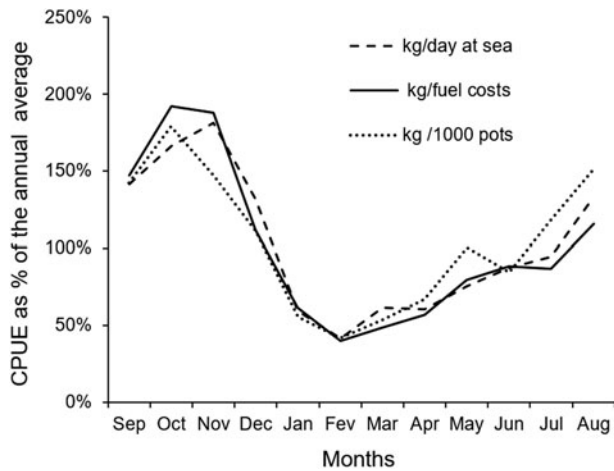 250%
200%
150%
100%
50%
0%
CPUE as % of the annual average
kg/day at sea
kg/fuel costs
kg /1000 pots
Sep Oct Nov Dec Jan Fev Mar Apr May Jun Jul Aug
Months